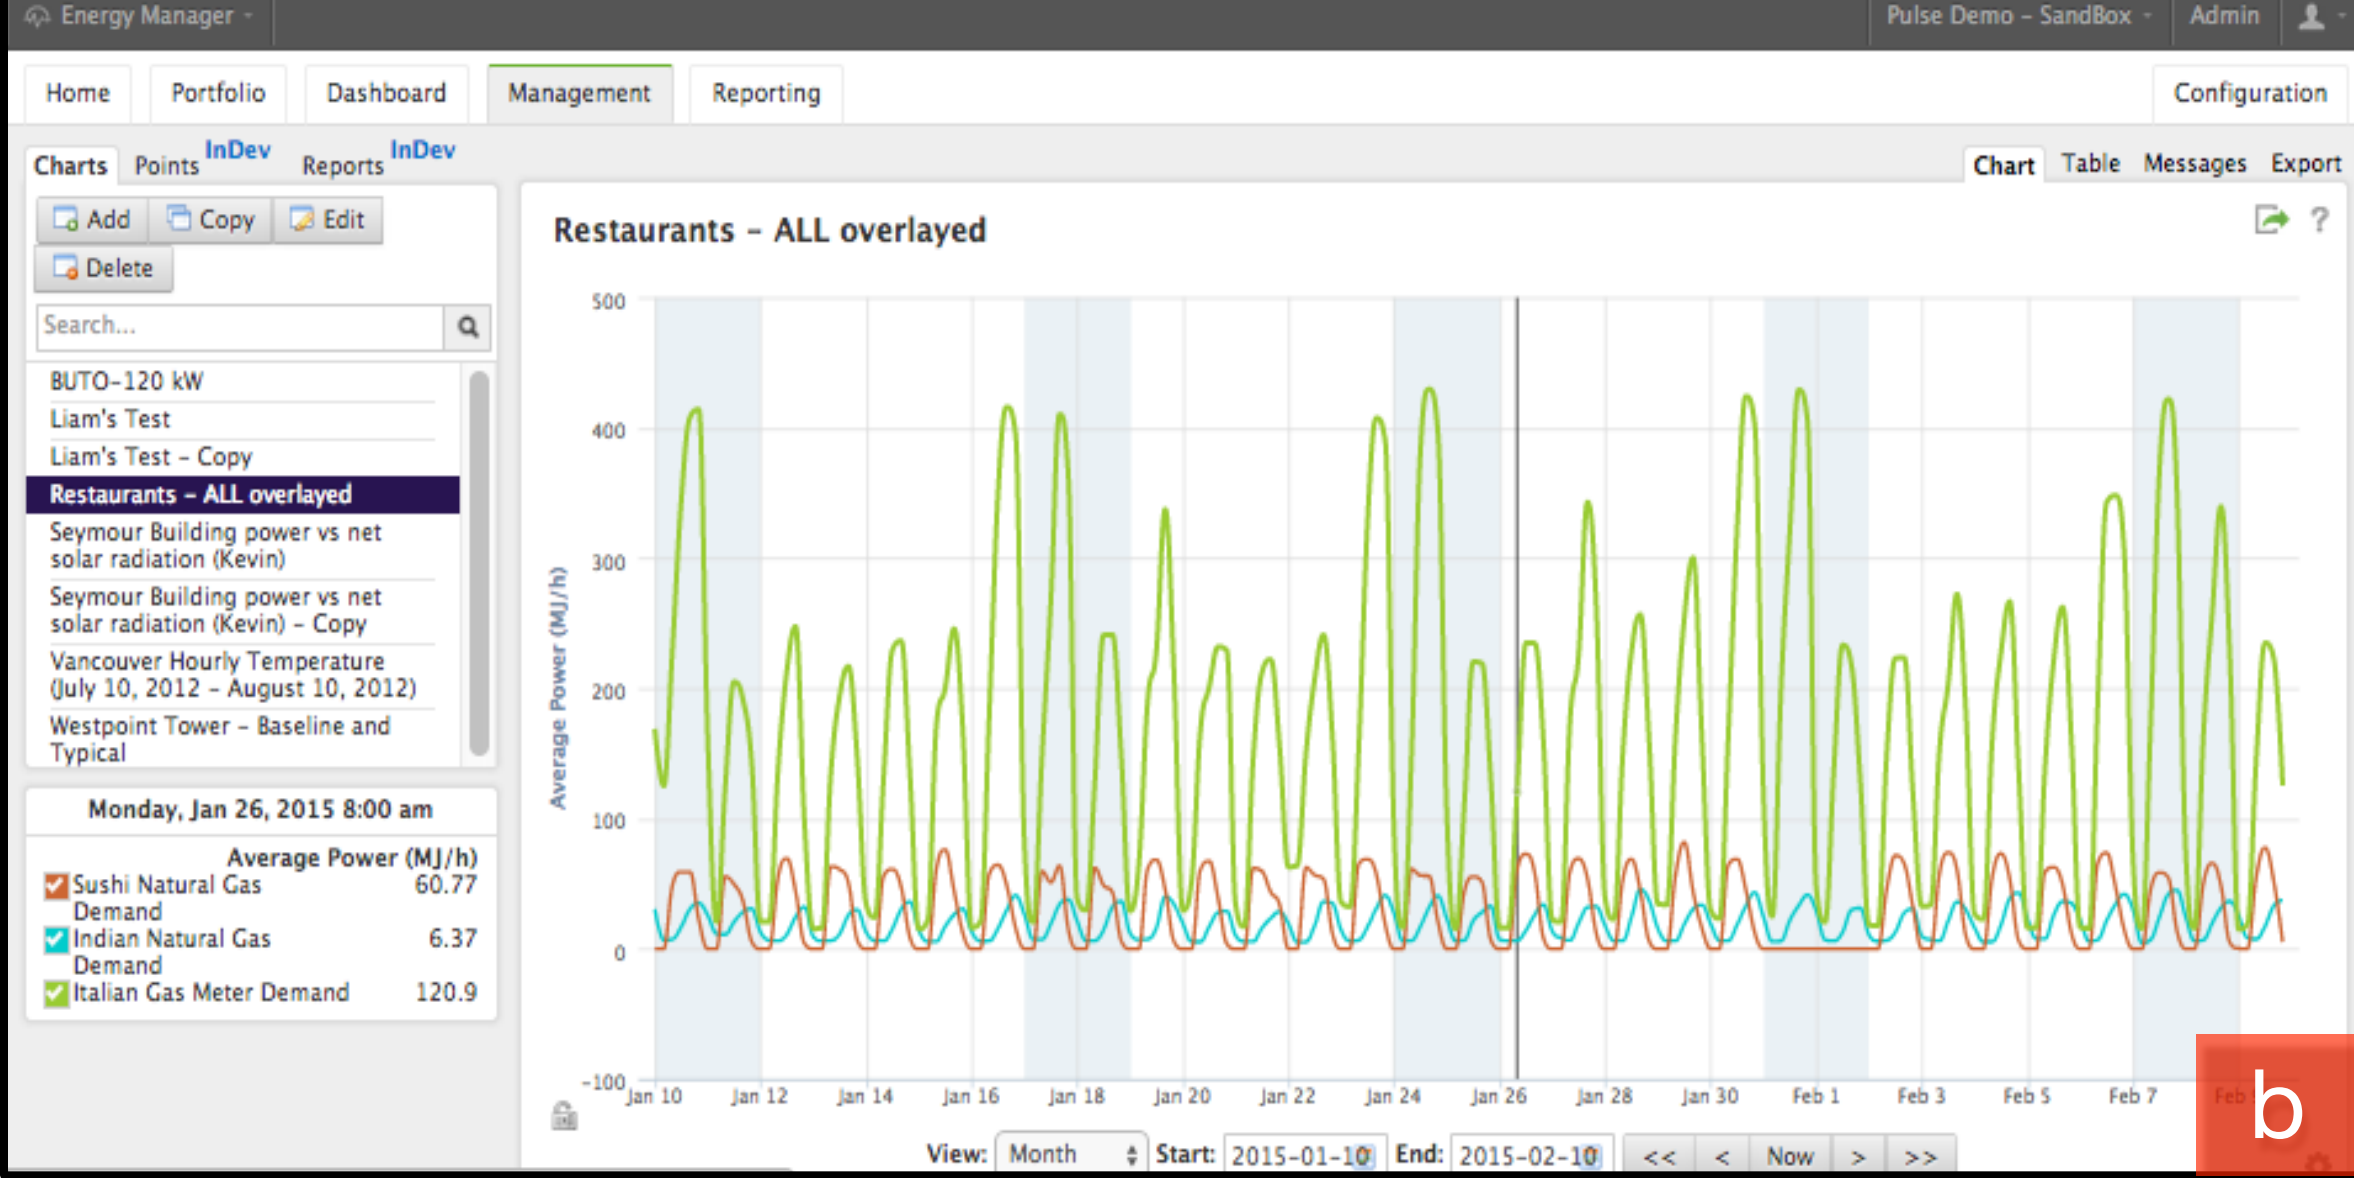 Energy Manager
Pulse Demo – SandBox
Admin
Home
Portfolio
Dashboard
Management
Reporting
Configuration
Charts
Points InDev
Reports InDev
Chart
Table
Messages
Export
Add
Copy
Edit
Delete
Search...
BUTO-120 kW
Liam's Test
Liam's Test – Copy
Restaurants – ALL overlayed
Seymour Building power vs net
solar radiation (Kevin)
Seymour Building power vs net
solar radiation (Kevin) – Copy
Vancouver Hourly Temperature
(July 10, 2012 – August 10, 2012)
Westpoint Tower – Baseline and
Typical
Monday, Jan 26, 2015 8:00 am
Average Power (MJ/h)
Sushi Natural Gas 60.77
Demand
Indian Natural Gas 6.37
Demand
Italian Gas Meter Demand 120.9
Restaurants – ALL overlayed
?
Average Power (MJ/h)
500
400
300
200
100
0
-100
Jan 10 Jan 12 Jan 14 Jan 16 Jan 18 Jan 20 Jan 22 Jan 24 Jan 26 Jan 28 Jan 30 Feb 1 Feb 3 Feb 5 Feb 7 Feb
View: Month Start: 2015-01-10 End: 2015-02-10 << < Now > >>
b